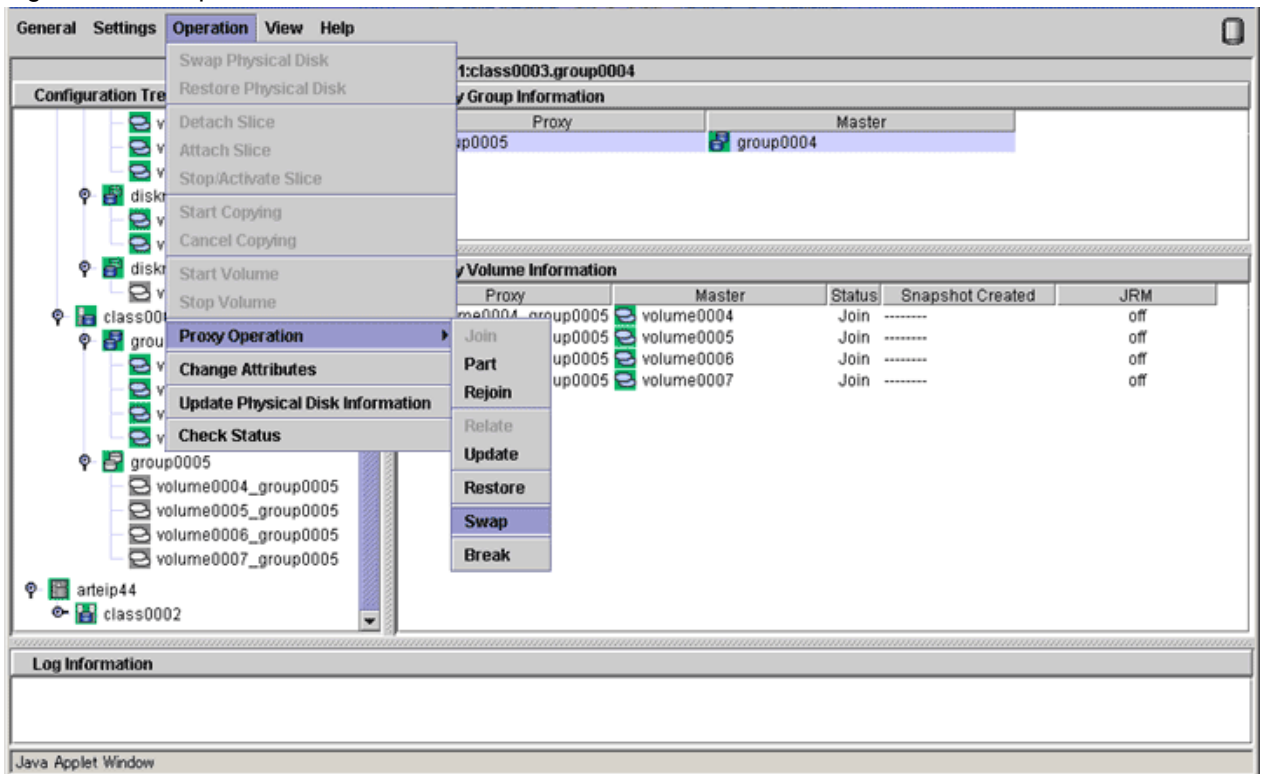 General Settings Operation View Help
Swap Physical Disk
Restore Physical Disk
Detach Slice
Attach Slice
Stop/Activate Slice
Start Copying
Cancel Copying
Start Volume
Stop Volume
Proxy Operation
Change Attributes
Update Physical Disk Information
Check Status
Join
Part
Rejoin
Relate
Update
Restore
Swap
Break
1:class0003.group0004
Configuration Tre
v
v
v
diskr
v
v
diskr
v
class00
grou
v
v
v
v
group0005
volume0004_group0005
volume0005_group0005
volume0006_group0005
volume0007_group0005
arteip44
class0002
y Group Information
Proxy Master
up0005 group0004
y Volume Information
Proxy Master Status Snapshot Created JRM
me0004_group0005 volume0004 Join -------- off
up0005 volume0005 Join -------- off
up0005 volume0006 Join -------- off
up0005 volume0007 Join -------- off
Log Information
Java Applet Window